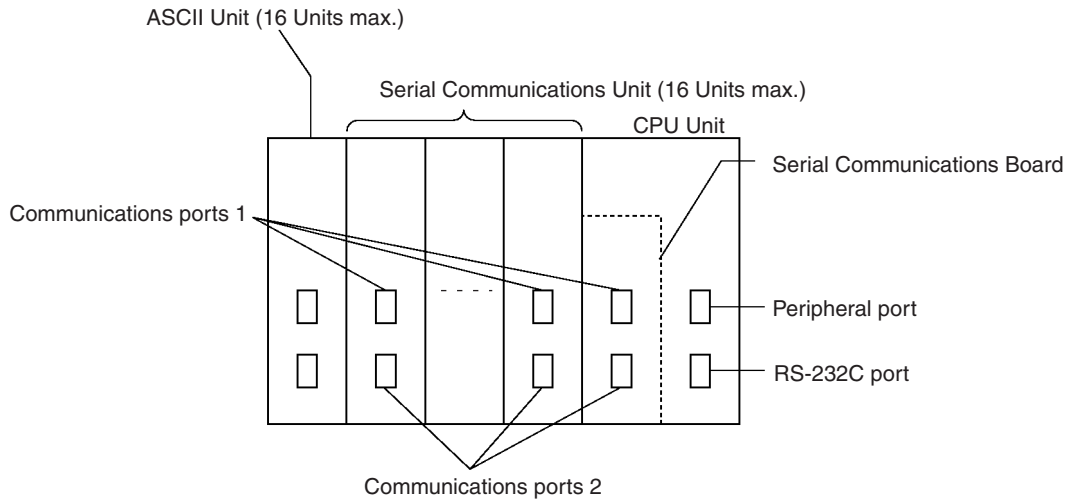 ASCII Unit (16 Units max.)
Serial Communications Unit (16 Units max.)
CPU Unit
Serial Communications Board
Communications ports 1
Peripheral port
RS-232C port
Communications ports 2